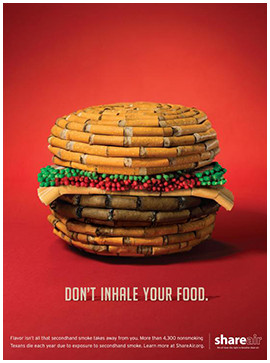 DON'T INHALE YOUR FOOD.
Flavor isn't all that secondhand smoke takes away from you. More than 4,300 nonsmoking
Texans die each year due to exposure to secondhand smoke. Learn more at ShareAir.org.
shareair